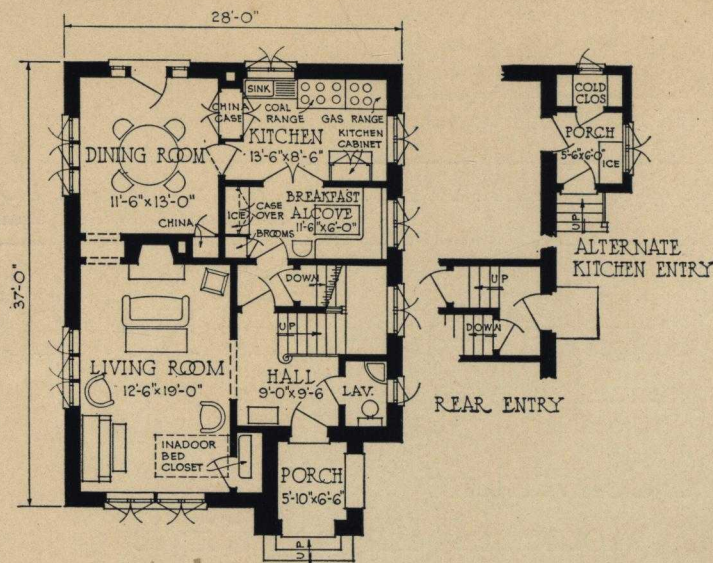 28'-0"
37'-0"
DINING ROOM
11'-6"x13'-0"
CHINA
CASE
SINK
COAL
RANGE
GAS RANGE
KITCHEN
13'-6"x8'-6"
KITCHEN
CABINET
CHINA
ICE
CASE
OVER
BROOMS
BREAKFAST
ALCOVE
11'-6"x6'-0"
DOWN
UP
LIVING ROOM
12'-6"x19'-0"
HALL
9'-0"x9'-6
LAV.
INADOOR
BED
CLOSET
PORCH
5'-10"x6'-6"
UP
COLD
CLOS
PORCH
5'-6"x6'-0"
ICE
UP
ALTERNATE
KITCHEN ENTRY
UP
DOWN
REAR ENTRY